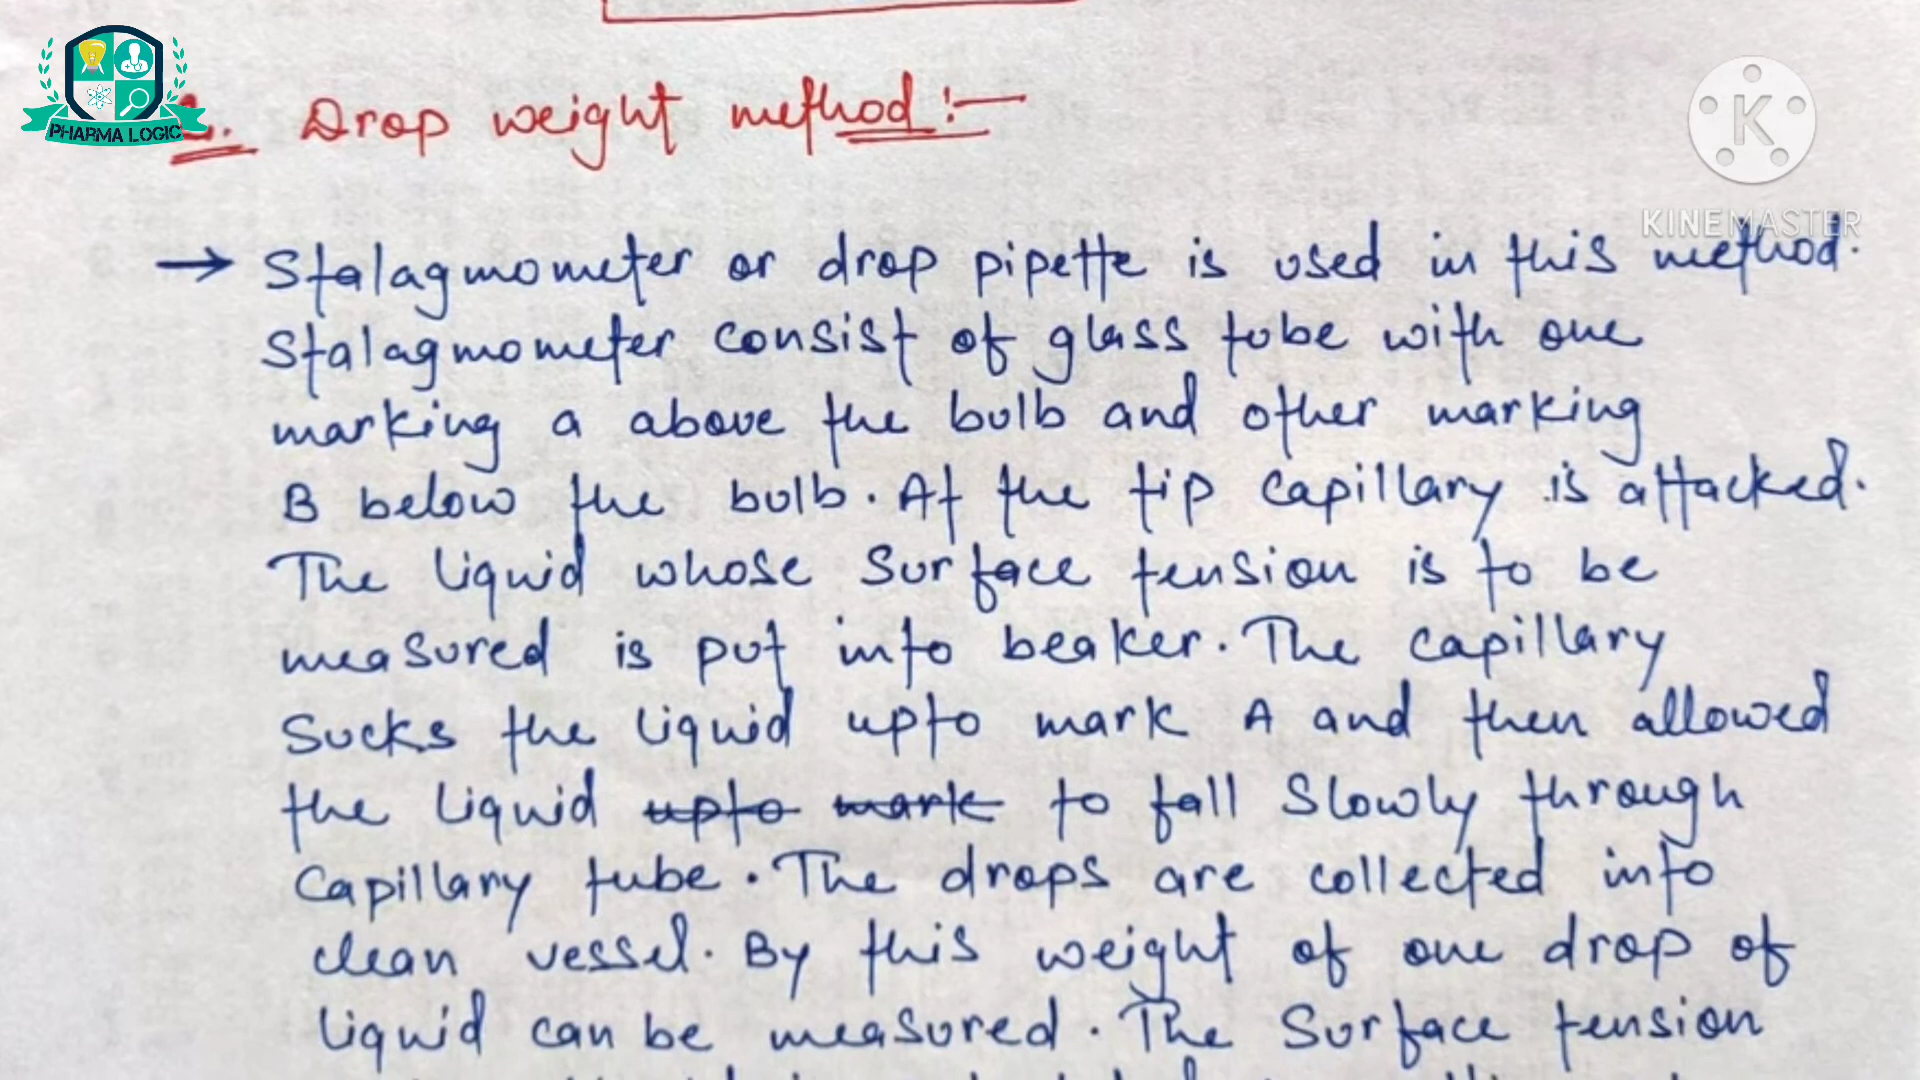 PHARMA LOGIC
2. Drop weight method :-
K
KINEMASTER
→ Stalagmometer or drop pipette is used in this method.
Stalagmometer consist of glass tube with one
marking a above the bulb and other marking
B below the bulb. At the tip capillary is attacked.
The liquid whose surface tension is to be
measured is put into beaker. The capillary
Sucks the liquid upto mark A and then allowed
the liquid upto mark to fall slowly through
capillary tube. The drops are collected into
clean vessel. By this weight of one drop of
liquid can be measured. The Surface tension